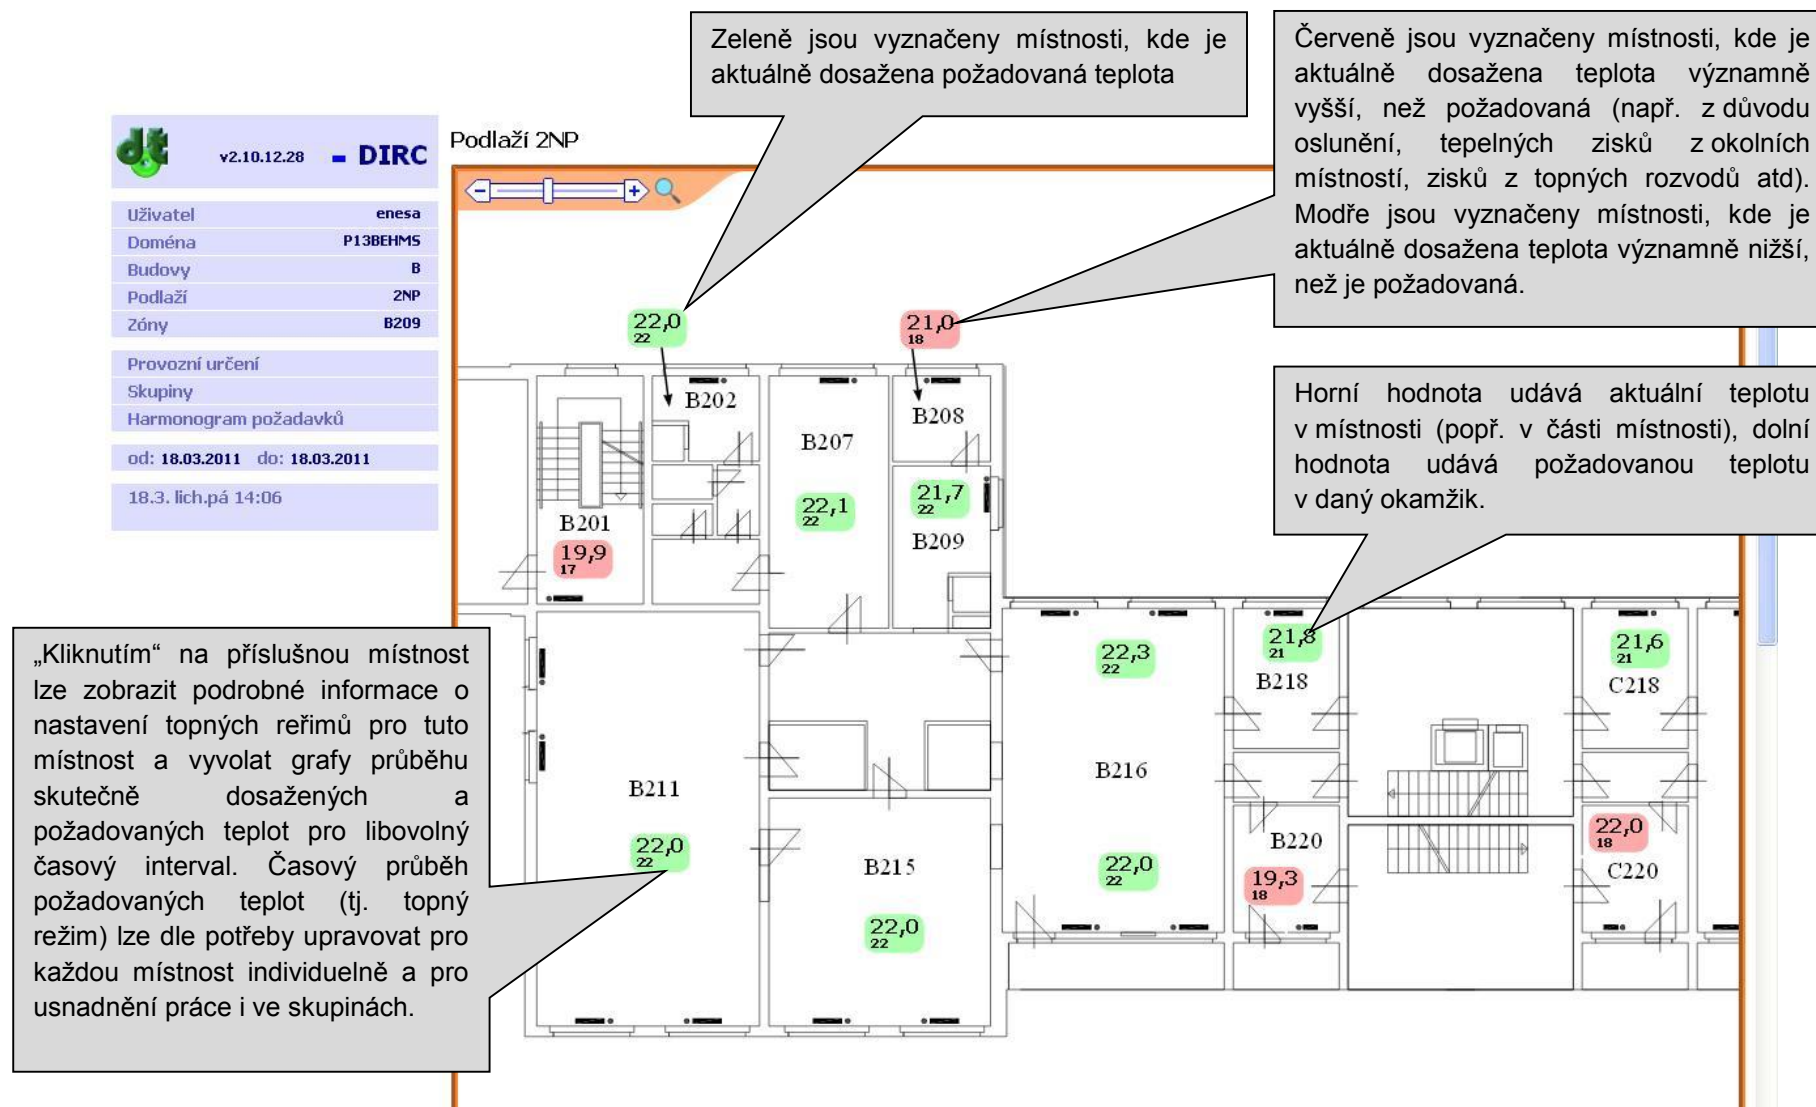 Zeleně jsou vyznačeny místnosti, kde je
aktuálně dosažena požadovaná teplota
Červeně jsou vyznačeny místnosti, kde je
aktuálně dosažena teplota významně
vyšší, než požadovaná (např. z důvodu
oslunění, tepelných zisků z okolních
místností, zisků z topných rozvodů atd).
Modře jsou vyznačeny místnosti, kde je
aktuálně dosažena teplota významně nižší,
než je požadovaná.
dt v2.10.12.28 - DIRC
Uživatel enesa
Doména P13BEHMS
Budovy B
Podlaží 2NP
Zóny B209
Provozní určení
Skupiny
Harmonogram požadavků
od: 18.03.2011 do: 18.03.2011
18.3. lich.pá 14:06
Podlaží 2NP
22,0
22
21,0
18
B202
B208
B207
22,1
22
21,7
22
B209
B201
19,9
17
Horní hodnota udává aktuální teplotu
v místnosti (popř. v části místnosti), dolní
hodnota udává požadovanou teplotu
v daný okamžik.
22,3
22
21,8
21
B218
21,6
21
C218
B211
22,0
22
B216
22,0
22
B215
22,0
22
B220
19,3
18
22,0
18
C220
„Kliknutím“ na příslušnou místnost
lze zobrazit podrobné informace o
nastavení topných reřimů pro tuto
místnost a vyvolat grafy průběhu
skutečně dosažených a
požadovaných teplot pro libovolný
časový interval. Časový průběh
požadovaných teplot (tj. topný
režim) lze dle potřeby upravovat pro
každou místnost individuelně a pro
usnadnění práce i ve skupinách.